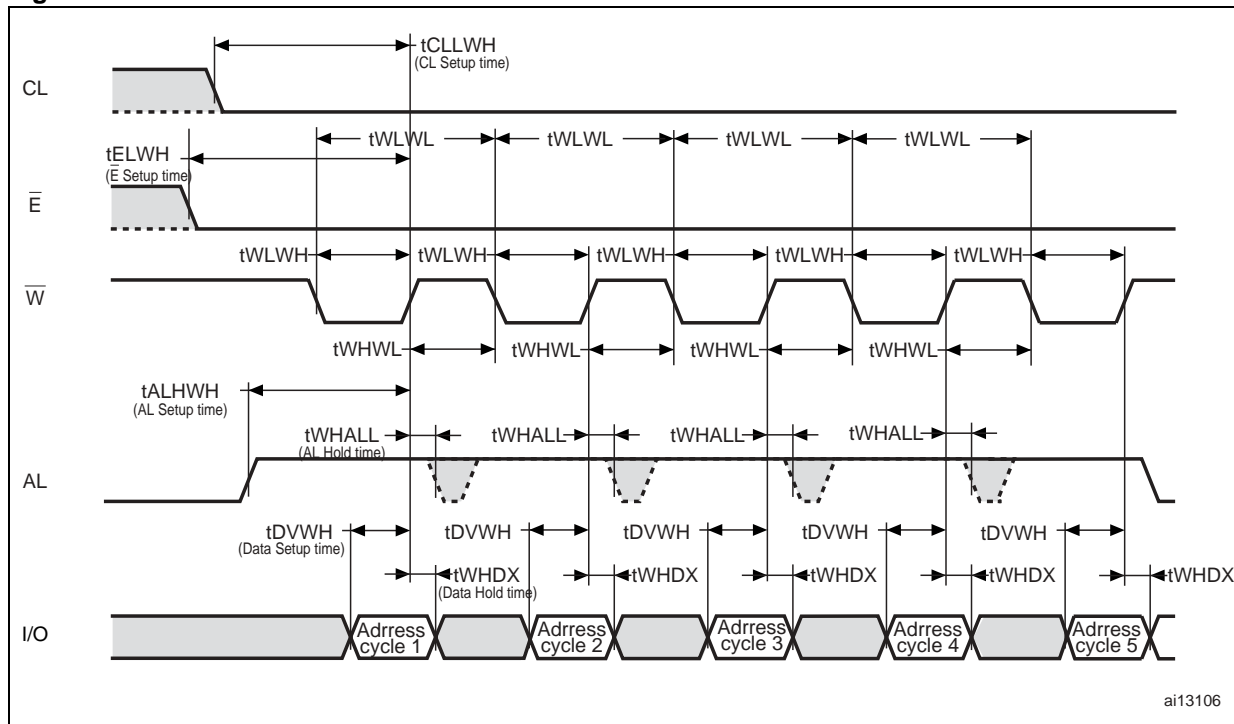 tCLLWH
(CL Setup time)
CL
tWLWL tWLWL tWLWL tWLWL
tELWH
(E Setup time)
E
tWLWH tWLWH tWLWH tWLWH tWLWH
W
tWHWL tWHWL tWHWL tWHWL
tALHWH
(AL Setup time)
tWHALL tWHALL tWHALL tWHALL
(AL Hold time)
AL
tDVWH tDVWH tDVWH tDVWH tDVWH
(Data Setup time)
tWHDX tWHDX tWHDX tWHDX tWHDX
(Data Hold time)
I/O
Adrress cycle 1
Adrress cycle 2
Adrress cycle 3
Adrress cycle 4
Adrress cycle 5
ai13106